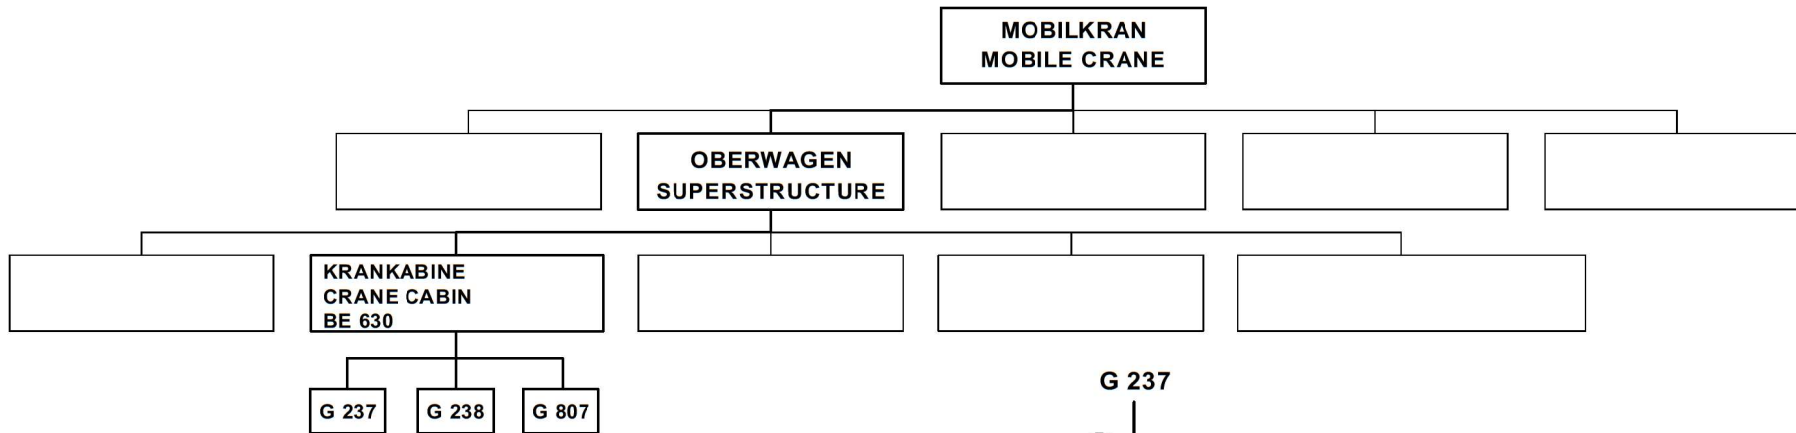 MOBILKRAN
MOBILE CRANE
OBERWAGEN
SUPERSTRUCTURE
KRANKABINE
CRANE CABIN
BE 630
G 237
G 238
G 807
G 237